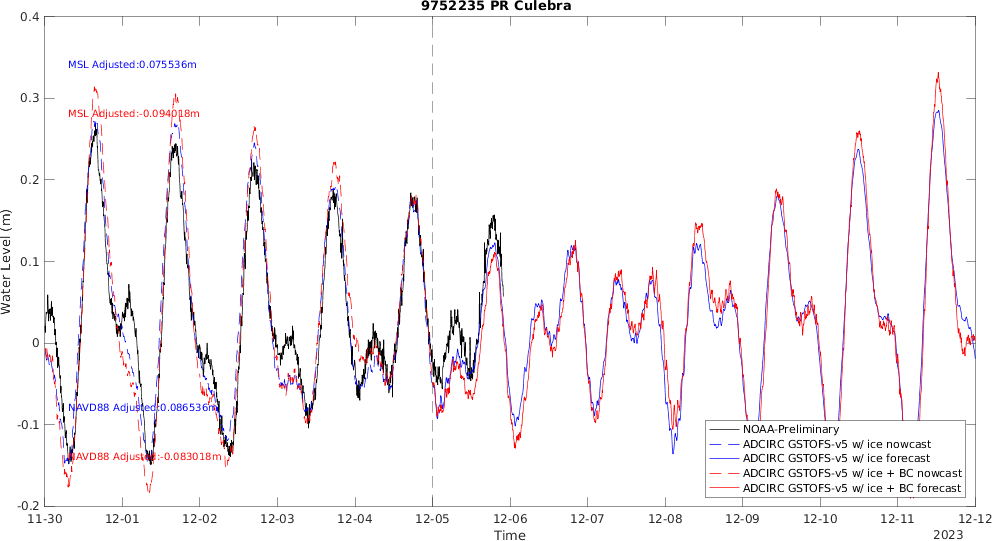 9752235 PR Culebra
0.4
0.3
0.2
0.1
0
-0.1
-0.2
Water Level (m)
MSL Adjusted:0.075536m
MSL Adjusted:-0.094018m
NAVD88 Adjusted:0.086536m
NAVD88 Adjusted:-0.083018m
NOAA-Preliminary
ADCIRC GSTOFS-v5 w/ ice nowcast
ADCIRC GSTOFS-v5 w/ ice forecast
ADCIRC GSTOFS-v5 w/ ice + BC nowcast
ADCIRC GSTOFS-v5 w/ ice + BC forecast
11-30 12-01 12-02 12-03 12-04 12-05 12-06 12-07 12-08 12-09 12-10 12-11 12-12
Time
2023